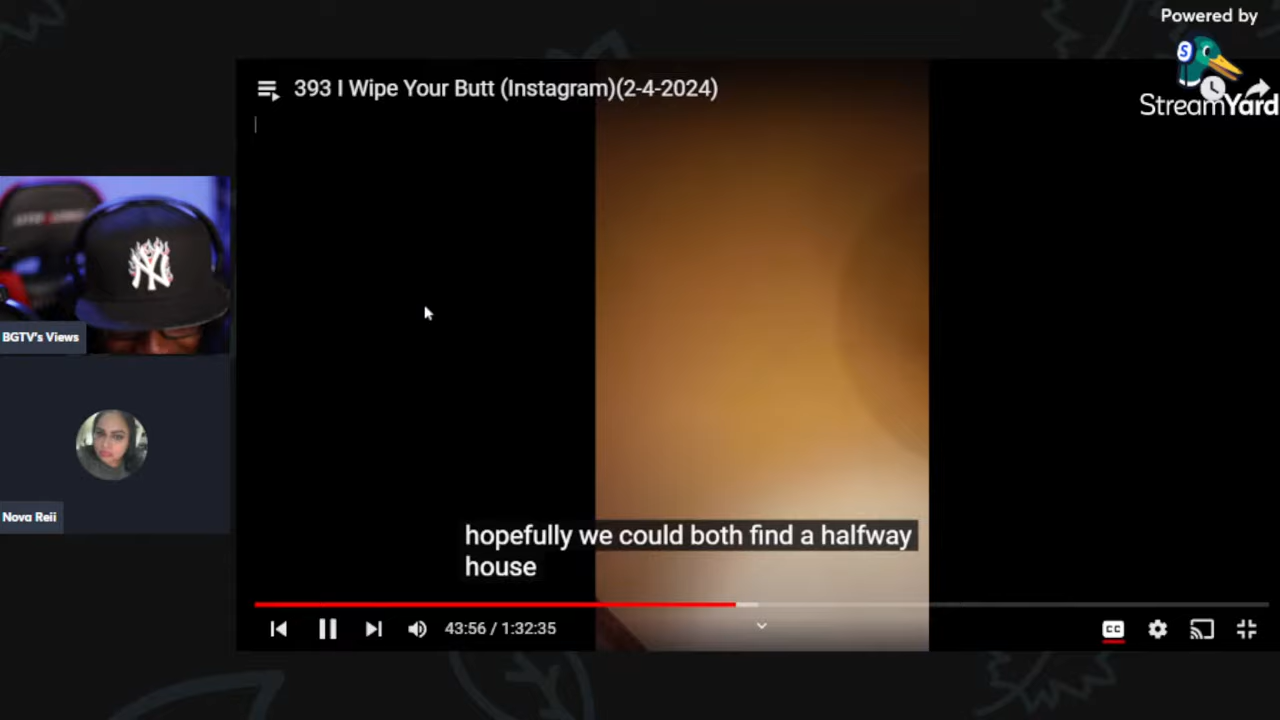 Powered by
StreamYard
393 I Wipe Your Butt (Instagram)(2-4-2024)
NY
BGTV's Views
Nova Reii
hopefully we could both find a halfway
house
43:56 / 1:32:35
CC